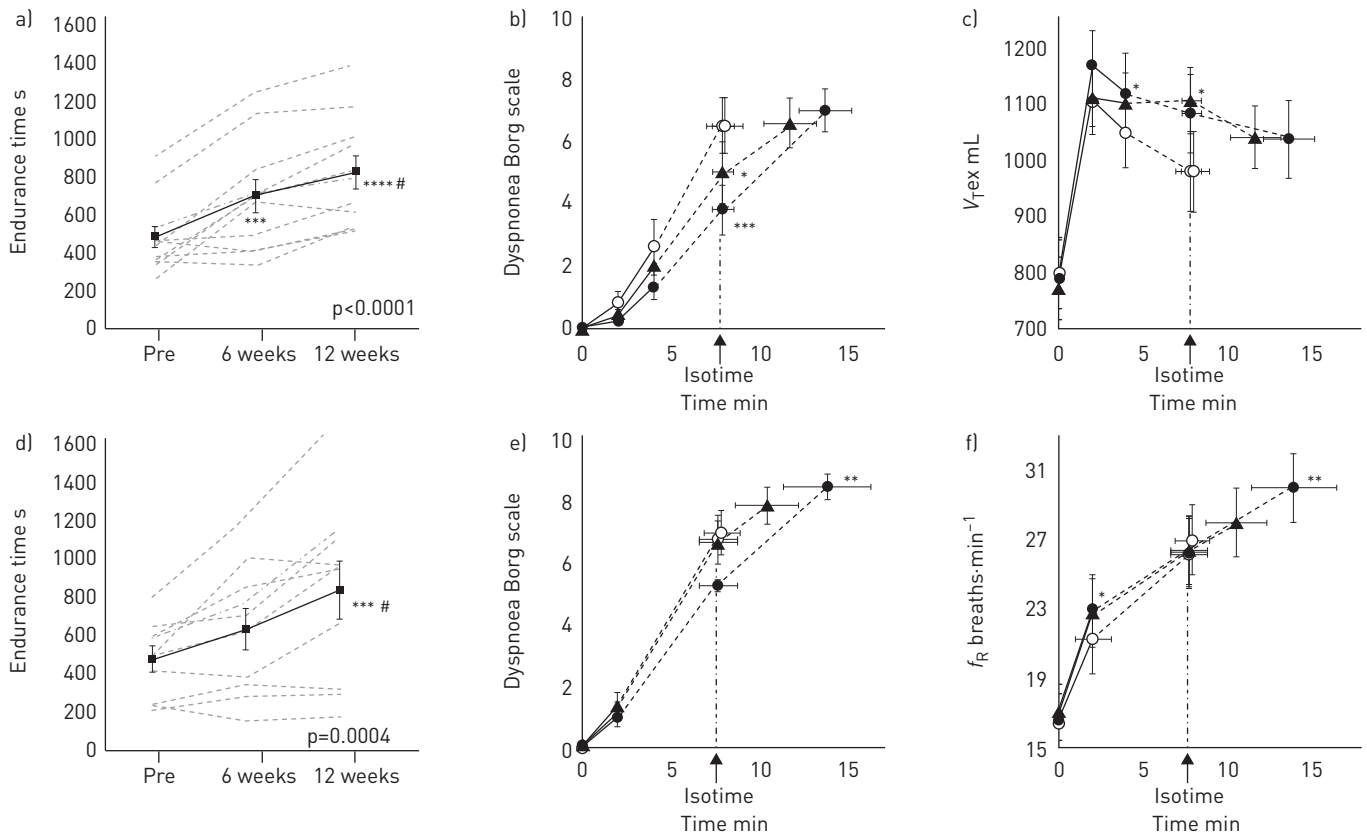 a)
1600
1400
1200
1000
800
600
400
200
0
Endurance time s
***
**** #
p<0.0001
Pre 6 weeks 12 weeks
b)
10
8
6
4
2
0
Dyspnonea Borg scale
*
***
0 5 10 15
Isotime
Time min
c)
1200
1100
1000
900
800
700
VTex mL
*
*
0 5 10 15
Isotime
Time min
d)
1600
1400
1200
1000
800
600
400
200
0
Endurance time s
*** #
p=0.0004
Pre 6 weeks 12 weeks
e)
10
8
6
4
2
0
Dyspnoea Borg scale
**
0 5 10 15
Isotime
Time min
f)
31
27
23
19
15
fR breaths·min−1
*
**
0 5 10 15
Isotime
Time min